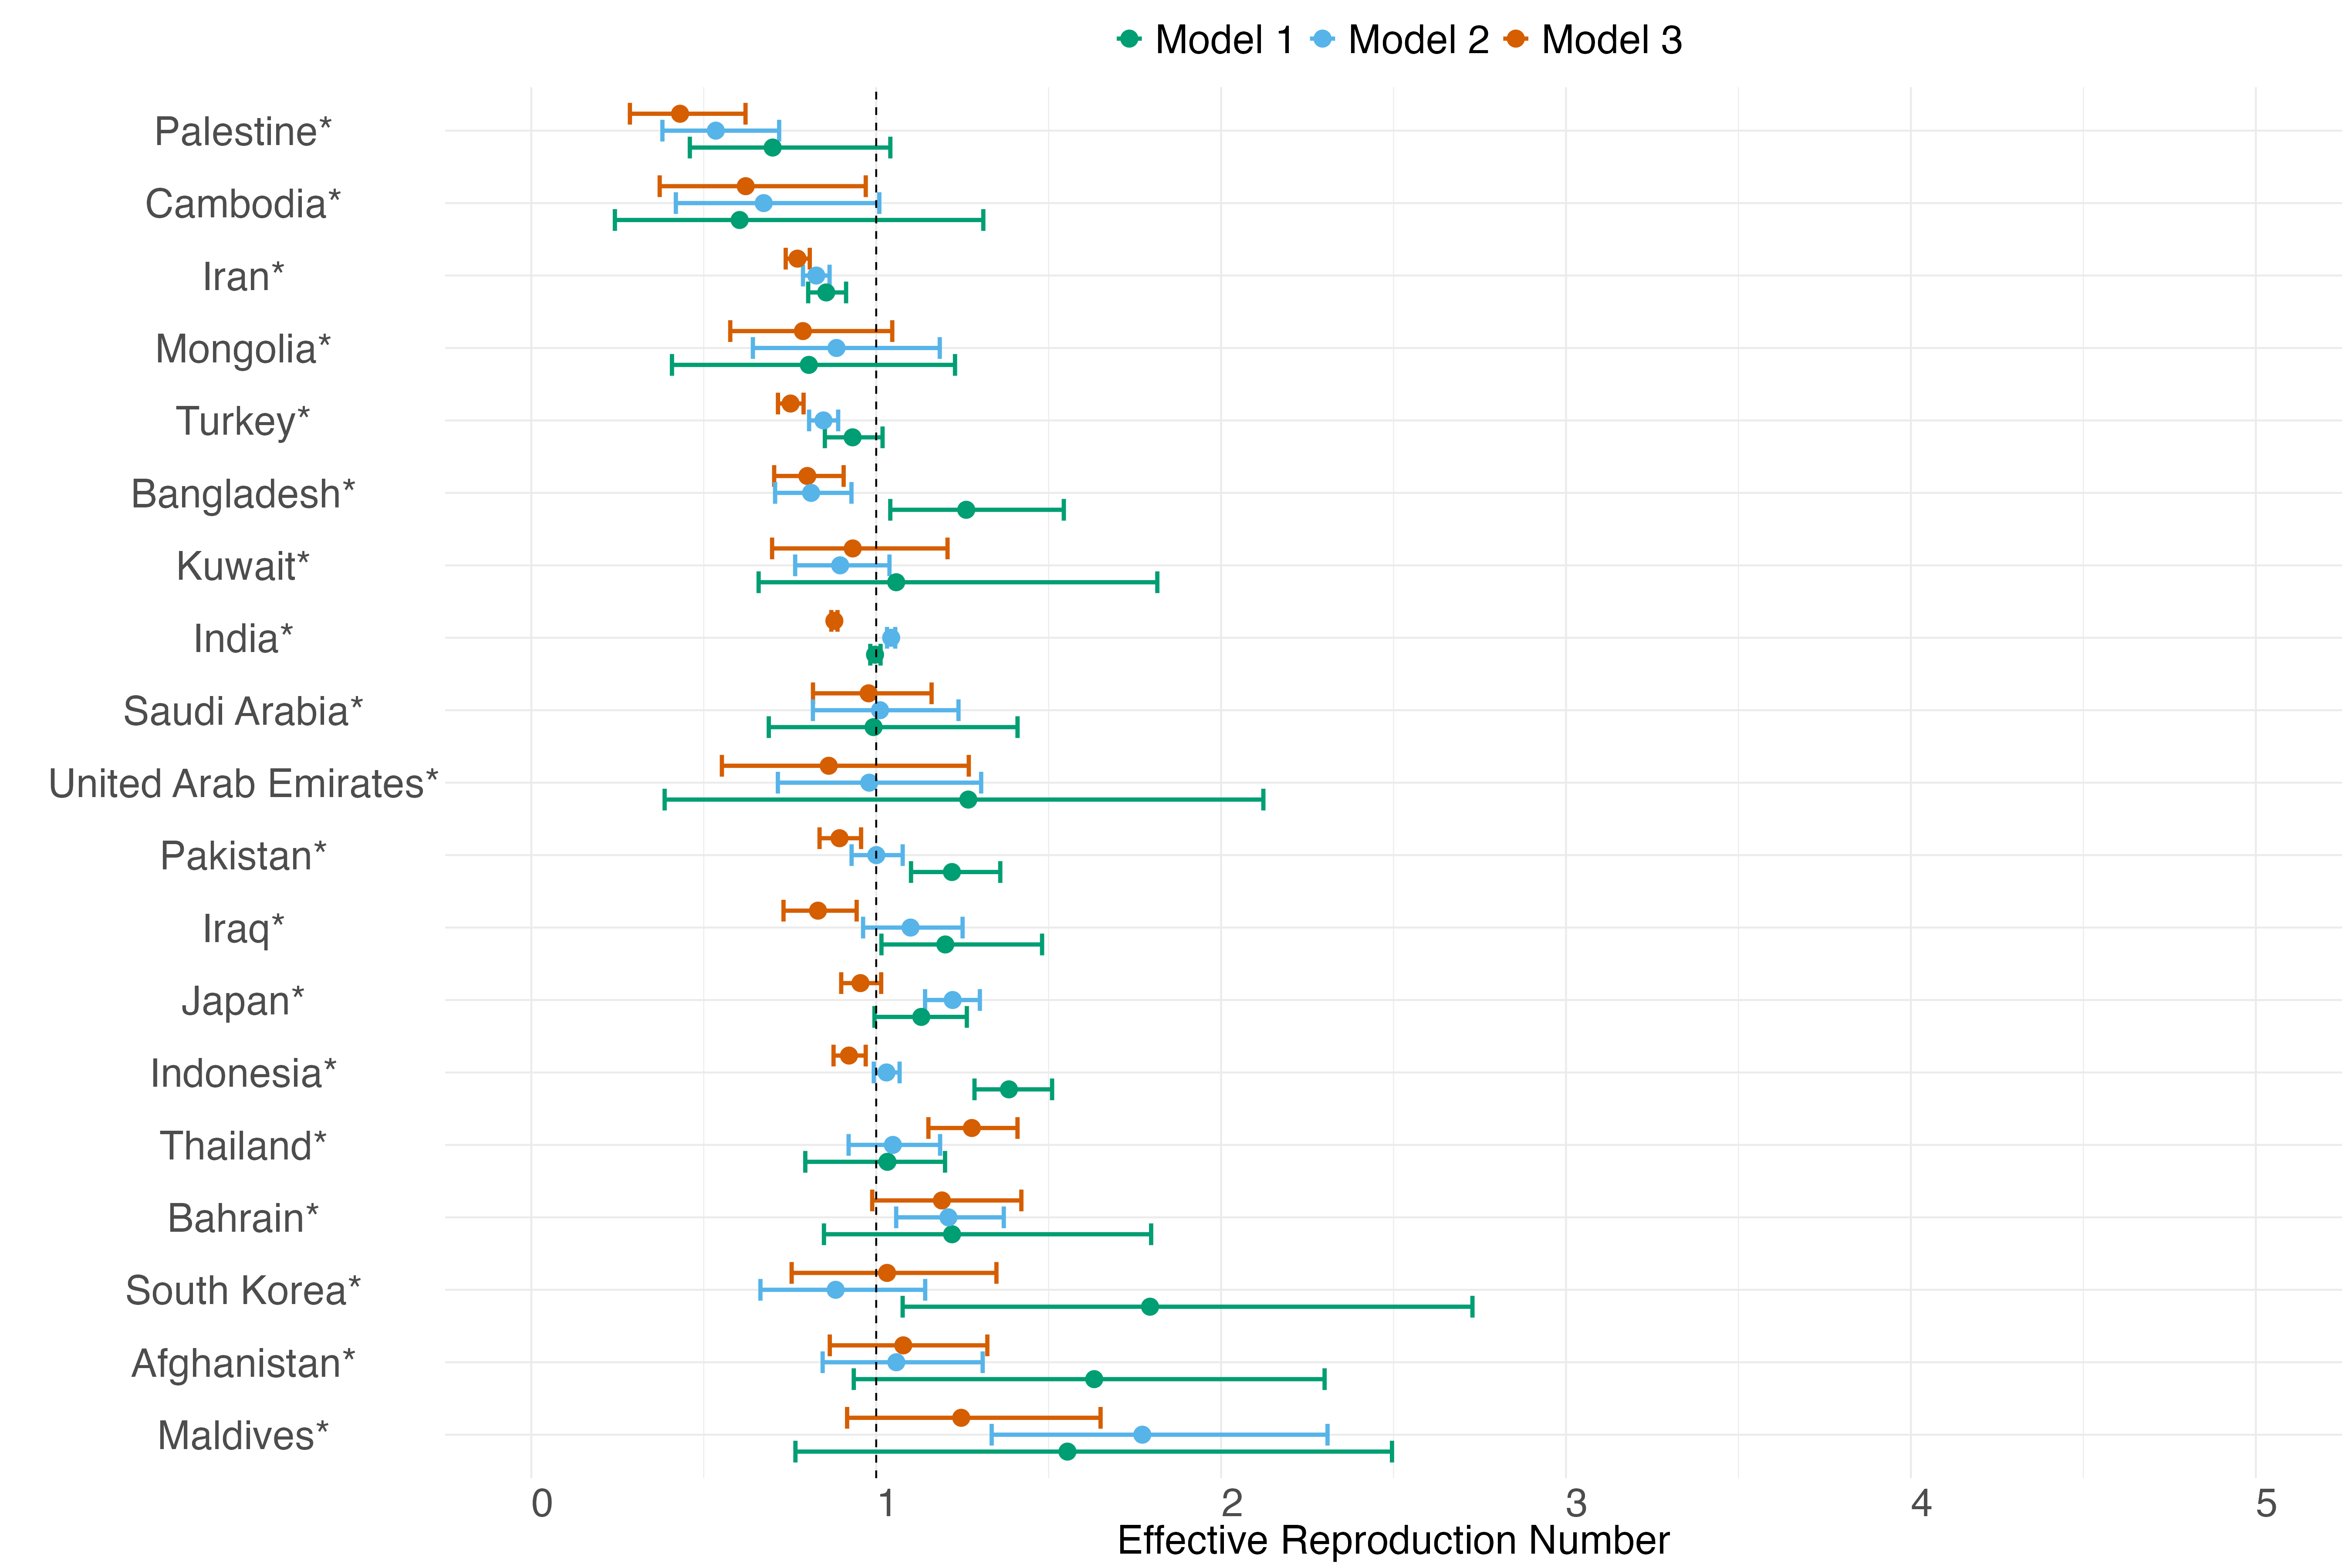 Model 1 Model 2 Model 3
Palestine*
Cambodia*
Iran*
Mongolia*
Turkey*
Bangladesh*
Kuwait*
India*
Saudi Arabia*
United Arab Emirates*
Pakistan*
Iraq*
Japan*
Indonesia*
Thailand*
Bahrain*
South Korea*
Afghanistan*
Maldives*
0 1 2 3 4 5
Effective Reproduction Number